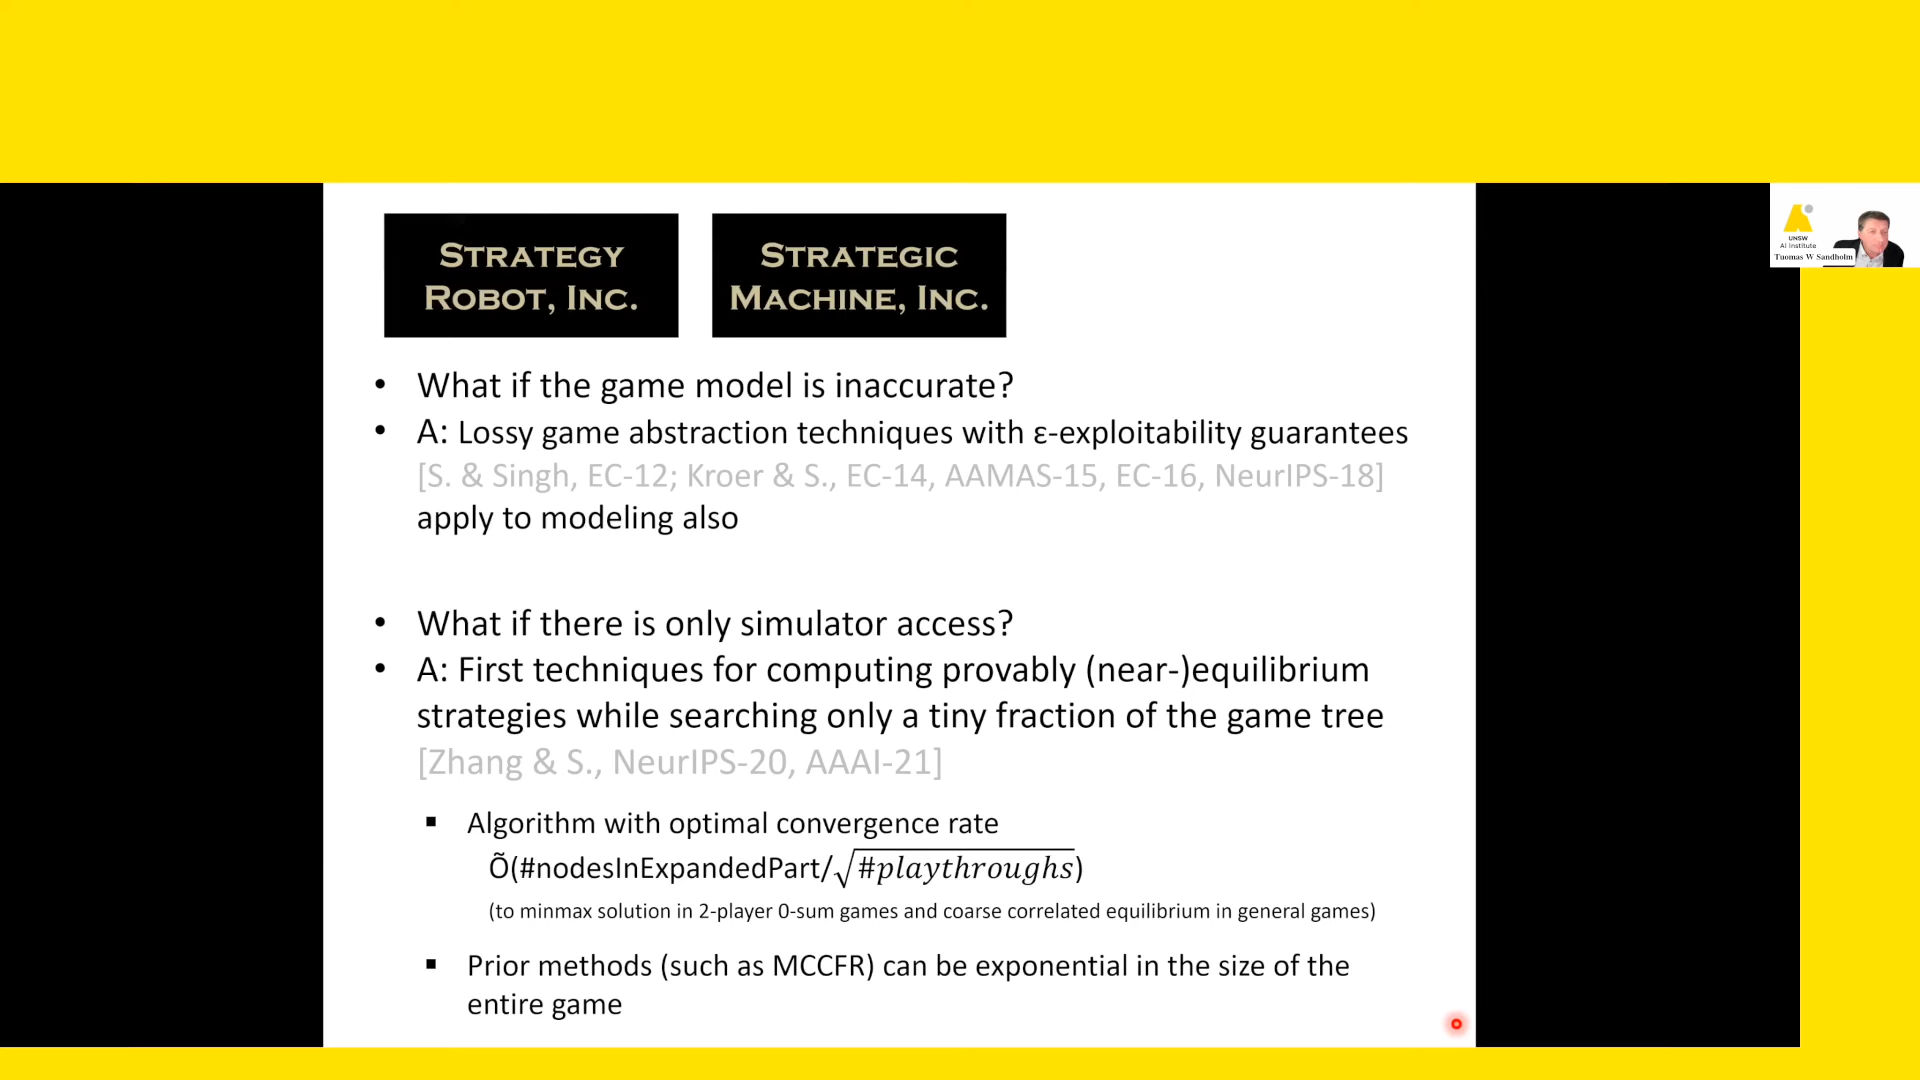 STRATEGY
ROBOT, INC.
STRATEGIC
MACHINE, INC.
UNSW
AI Institute
Tuomas W Sandholm
• What if the game model is inaccurate?
• A: Lossy game abstraction techniques with ε-exploitability guarantees
[S. & Singh, EC-12; Kroer & S., EC-14, AAMAS-15, EC-16, NeurIPS-18]
apply to modeling also
• What if there is only simulator access?
• A: First techniques for computing provably (near-)equilibrium
strategies while searching only a tiny fraction of the game tree
[Zhang & S., NeurIPS-20, AAAI-21]
▪ Algorithm with optimal convergence rate
Õ(#nodesInExpandedPart/√#playthroughs)
(to minmax solution in 2-player 0-sum games and coarse correlated equilibrium in general games)
▪ Prior methods (such as MCCFR) can be exponential in the size of the
entire game